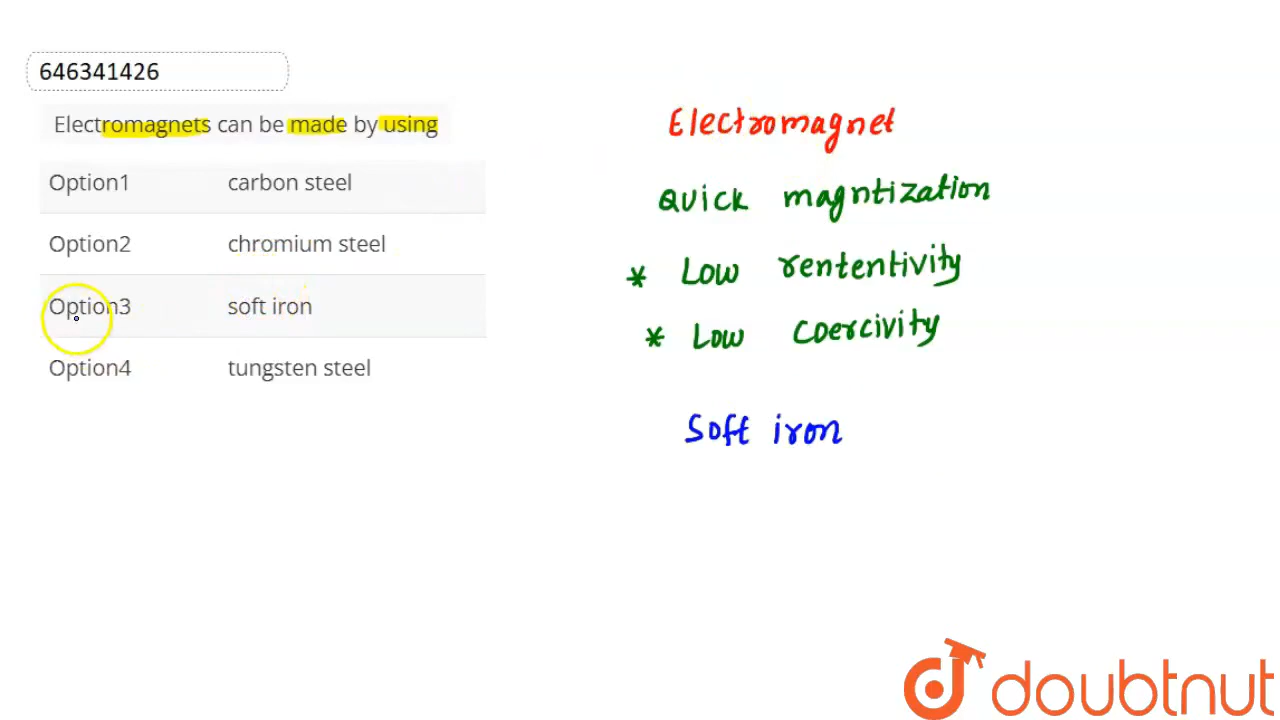 646341426
Electromagnets can be made by using
Option1 carbon steel
Option2 chromium steel
Option3 soft iron
Option4 tungsten steel
Electromagnet
Quick magntization
* Low rententivity
* Low coercivity
Soft iron
doubtnut